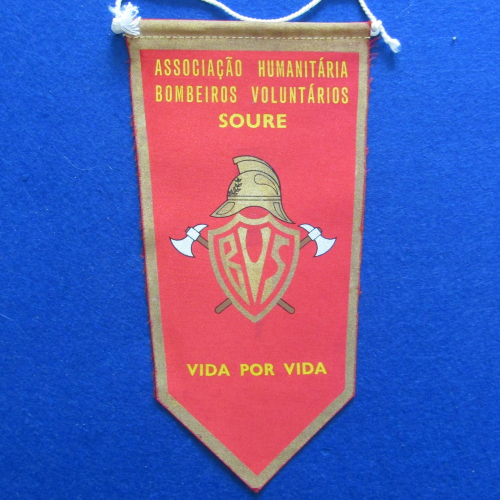 ASSOCIAÇÃO HUMANITÁRIA
BOMBEIROS VOLUNTÁRIOS
SOURE
BVS
VIDA POR VIDA